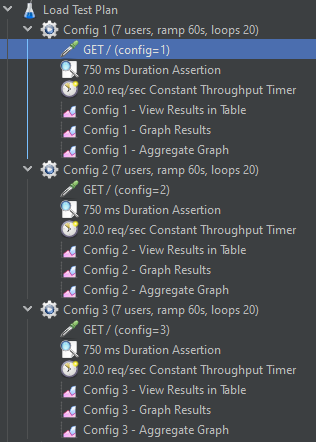 Load Test Plan
Config 1 (7 users, ramp 60s, loops 20)
GET / (config=1)
750 ms Duration Assertion
20.0 req/sec Constant Throughput Timer
Config 1 - View Results in Table
Config 1 - Graph Results
Config 1 - Aggregate Graph
Config 2 (7 users, ramp 60s, loops 20)
GET / (config=2)
750 ms Duration Assertion
20.0 req/sec Constant Throughput Timer
Config 2 - View Results in Table
Config 2 - Graph Results
Config 2 - Aggregate Graph
Config 3 (7 users, ramp 60s, loops 20)
GET / (config=3)
750 ms Duration Assertion
20.0 req/sec Constant Throughput Timer
Config 3 - View Results in Table
Config 3 - Graph Results
Config 3 - Aggregate Graph